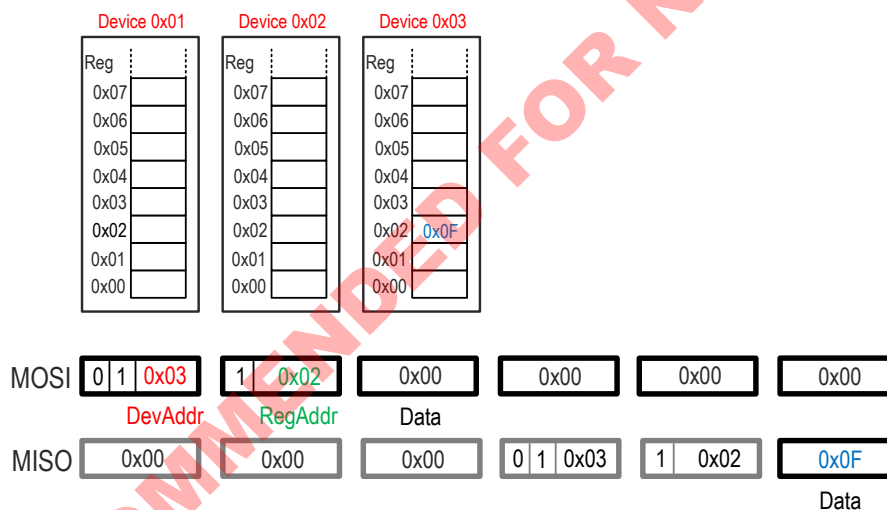 Device 0x01 Device 0x02 Device 0x03
Reg Reg Reg
0x07 0x07 0x07
0x06 0x06 0x06
0x05 0x05 0x05
0x04 0x04 0x04
0x03 0x03 0x03
0x02 0x02 0x02 0x0F
0x01 0x01 0x01
0x00 0x00 0x00
MOSI 0 1 0x03 1 0x02 0x00 0x00 0x00 0x00
DevAddr RegAddr Data
MISO 0x00 0x00 0x00 0 1 0x03 1 0x02 0x0F
Data
OMMENDED FOR N